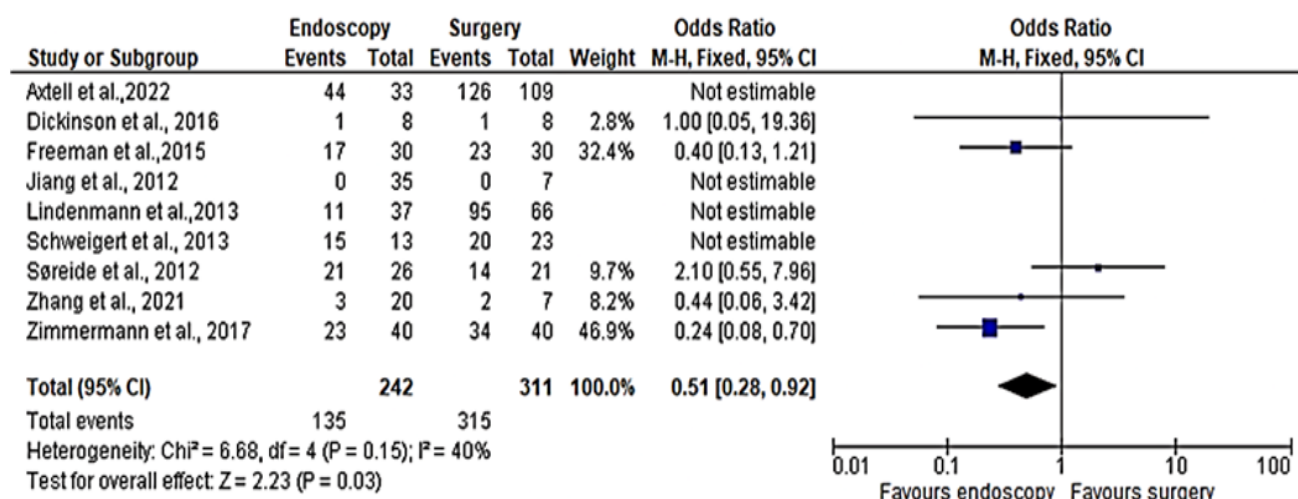 Endoscopy Surgery Odds Ratio Odds Ratio
Study or Subgroup Events Total Events Total Weight M-H, Fixed, 95% CI M-H, Fixed, 95% CI
Axtell et al.,2022 44 33 126 109 Not estimable
Dickinson et al., 2016 1 8 1 8 2.8% 1.00 [0.05, 19.36]
Freeman et al.,2015 17 30 23 30 32.4% 0.40 [0.13, 1.21]
Jiang et al., 2012 0 35 0 7 Not estimable
Lindenmann et al.,2013 11 37 95 66 Not estimable
Schweigert et al., 2013 15 13 20 23 Not estimable
Søreide et al., 2012 21 26 14 21 9.7% 2.10 [0.55, 7.96]
Zhang et al., 2021 3 20 2 7 8.2% 0.44 [0.06, 3.42]
Zimmermann et al., 2017 23 40 34 40 46.9% 0.24 [0.08, 0.70]
Total (95% CI) 242 311 100.0% 0.51 [0.28, 0.92]
Total events 135 315
Heterogeneity: Chi² = 6.68, df = 4 (P = 0.15); I² = 40%
Test for overall effect: Z = 2.23 (P = 0.03)
0.01 0.1 1 10 100
Favours endoscopy Favours surgery